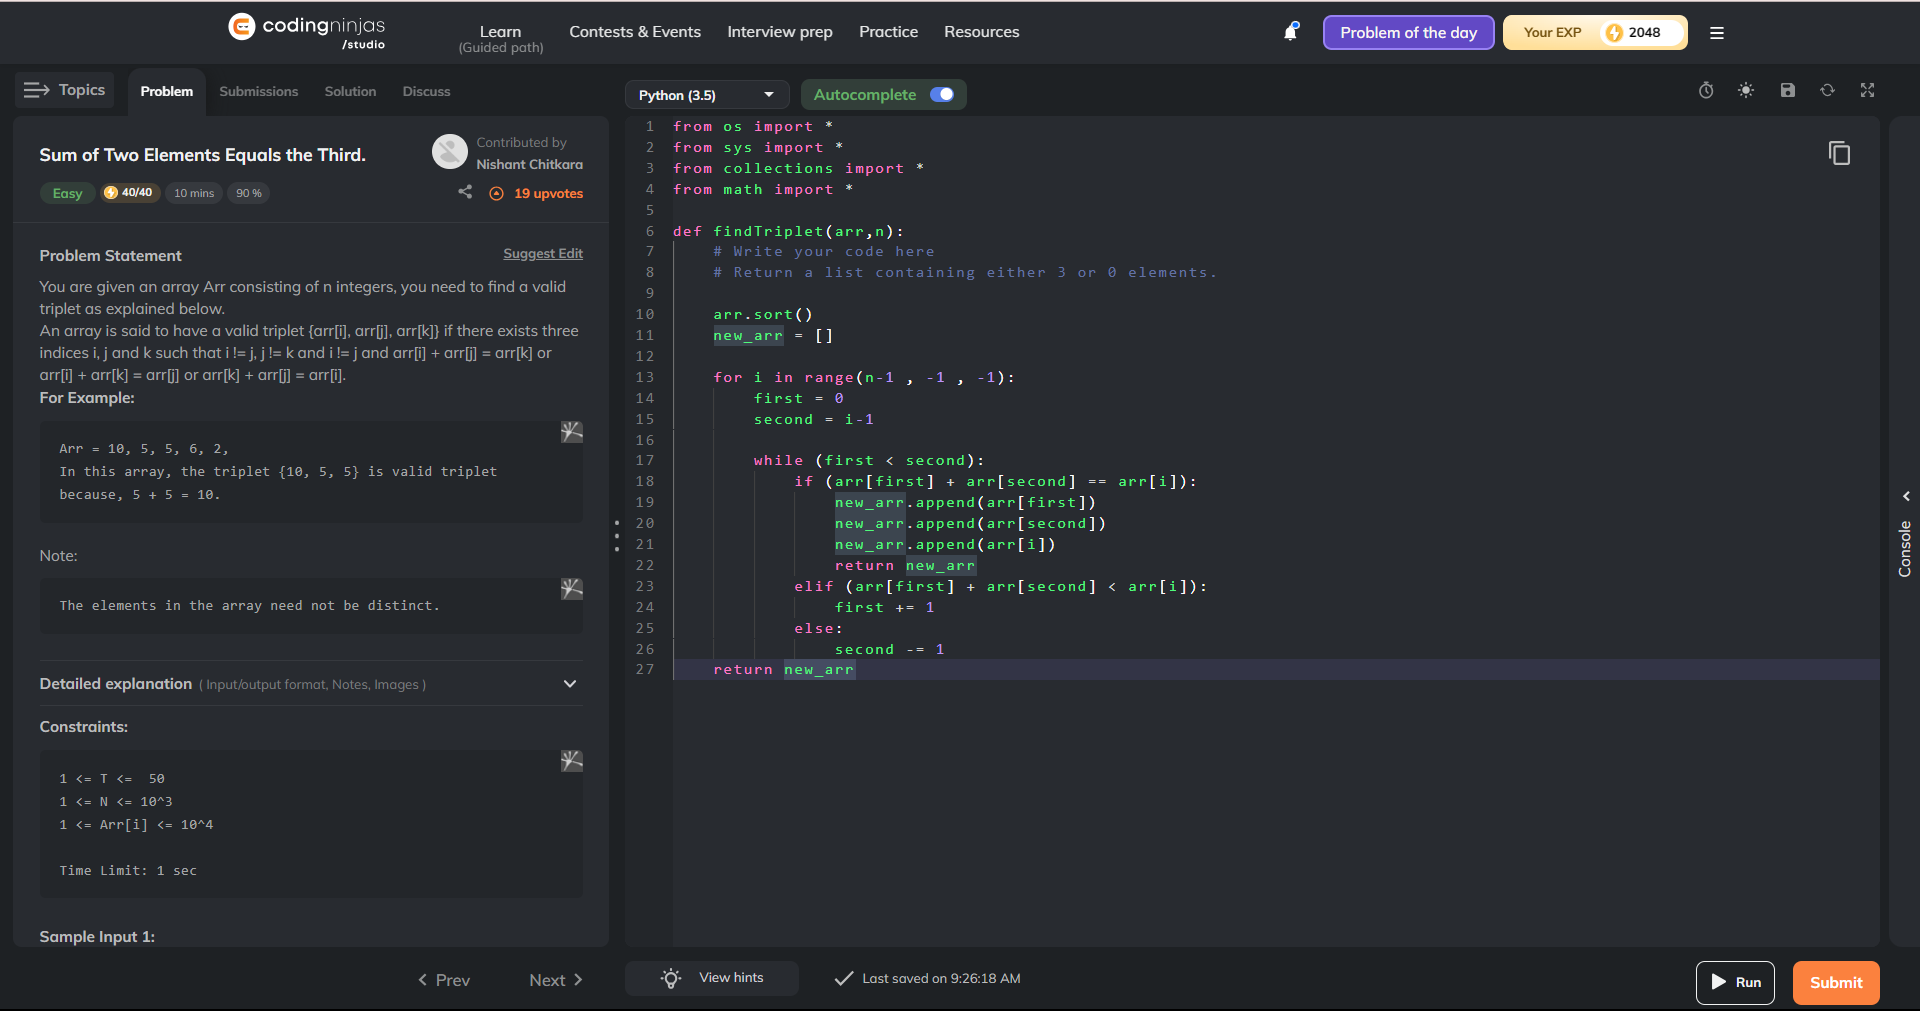 codingninjas
/studio
Learn
(Guided path)
Contests & Events
Interview prep
Practice
Resources
Problem of the day
Your EXP
2048
Topics
Problem
Submissions
Solution
Discuss
Python (3.5)
Autocomplete
Sum of Two Elements Equals the Third.
Contributed by
Nishant Chitkara
Easy
40/40
10 mins
90 %
19 upvotes
Problem Statement
Suggest Edit
You are given an array Arr consisting of n integers, you need to find a valid
triplet as explained below.
An array is said to have a valid triplet {arr[i], arr[j], arr[k]} if there exists three
indices i, j and k such that i != j, j != k and i != j and arr[i] + arr[j] = arr[k] or
arr[i] + arr[k] = arr[j] or arr[k] + arr[j] = arr[i].
For Example:
Arr = 10, 5, 5, 6, 2,
In this array, the triplet {10, 5, 5} is valid triplet
because, 5 + 5 = 10.
Note:
The elements in the array need not be distinct.
Detailed explanation ( Input/output format, Notes, Images )
Constraints:
1 <= T <=  50
1 <= N <= 10^3
1 <= Arr[i] <= 10^4
Time Limit: 1 sec
Sample Input 1:
Prev
Next
1 from os import *
2 from sys import *
3 from collections import *
4 from math import *
5
6 def findTriplet(arr,n):
7     # Write your code here
8     # Return a list containing either 3 or 0 elements.
9
10     arr.sort()
11     new_arr = []
12
13     for i in range(n-1 , -1 , -1):
14         first = 0
15         second = i-1
16
17         while (first < second):
18             if (arr[first] + arr[second] == arr[i]):
19                 new_arr.append(arr[first])
20                 new_arr.append(arr[second])
21                 new_arr.append(arr[i])
22                 return new_arr
23             elif (arr[first] + arr[second] < arr[i]):
24                 first += 1
25             else:
26                 second -= 1
27     return new_arr
Console
View hints
Last saved on 9:26:18 AM
Run
Submit